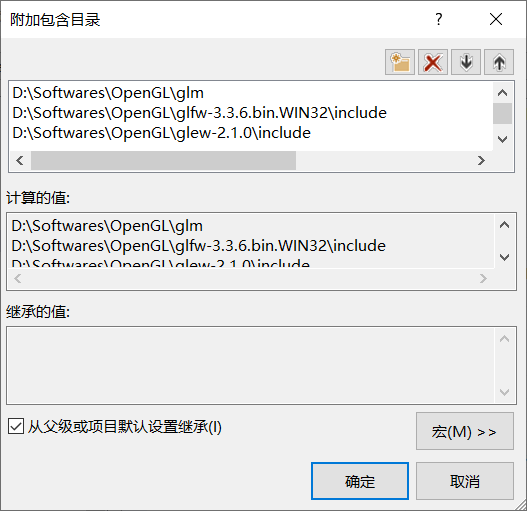 附加包含目录
D:\Softwares\OpenGL\glm
D:\Softwares\OpenGL\glfw-3.3.6.bin.WIN32\include
D:\Softwares\OpenGL\glew-2.1.0\include
计算的值:
D:\Softwares\OpenGL\glm
D:\Softwares\OpenGL\glfw-3.3.6.bin.WIN32\include
D:\Softwares\OpenGL\glew-2.1.0\include
继承的值:
从父级或项目默认设置继承(I)
宏(M) >>
确定
取消